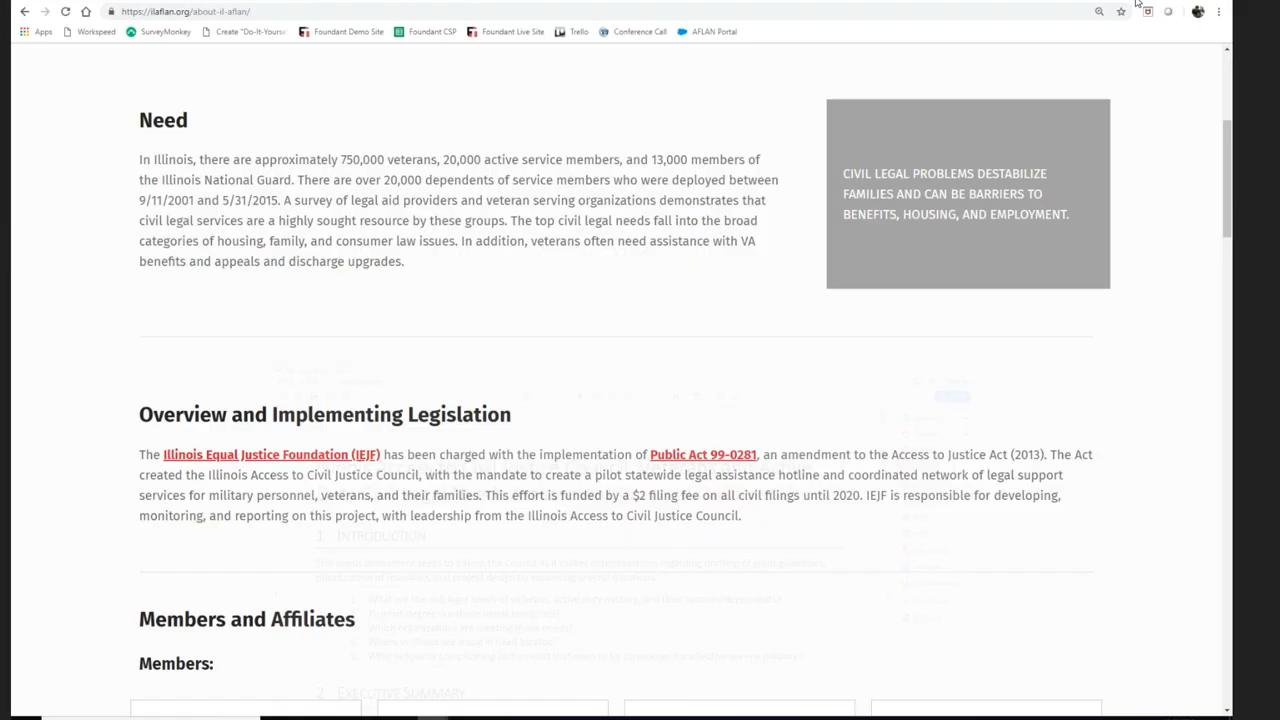 https://ilaflan.org/about-il-aflan/
Apps
Workspeed
SurveyMonkey
Create "Do-It-Yours
Foundant Demo Site
Foundant CSP
Foundant Live Site
Trello
Conference Call
AFLAN Portal
Need
In Illinois, there are approximately 750,000 veterans, 20,000 active service members, and 13,000 members of
the Illinois National Guard. There are over 20,000 dependents of service members who were deployed between
9/11/2001 and 5/31/2015. A survey of legal aid providers and veteran serving organizations demonstrates that
civil legal services are a highly sought resource by these groups. The top civil legal needs fall into the broad
categories of housing, family, and consumer law issues. In addition, veterans often need assistance with VA
benefits and appeals and discharge upgrades.
CIVIL LEGAL PROBLEMS DESTABILIZE
FAMILIES AND CAN BE BARRIERS TO
BENEFITS, HOUSING, AND EMPLOYMENT.
Overview and Implementing Legislation
The Illinois Equal Justice Foundation (IEJF) has been charged with the implementation of Public Act 99-0281, an amendment to the Access to Justice Act (2013). The Act
created the Illinois Access to Civil Justice Council, with the mandate to create a pilot statewide legal assistance hotline and coordinated network of legal support
services for military personnel, veterans, and their families. This effort is funded by a $2 filing fee on all civil filings until 2020. IEJF is responsible for developing,
monitoring, and reporting on this project, with leadership from the Illinois Access to Civil Justice Council.
1 INTRODUCTION
Members and Affiliates
Members:
2 EXECUTIVE SUMMARY